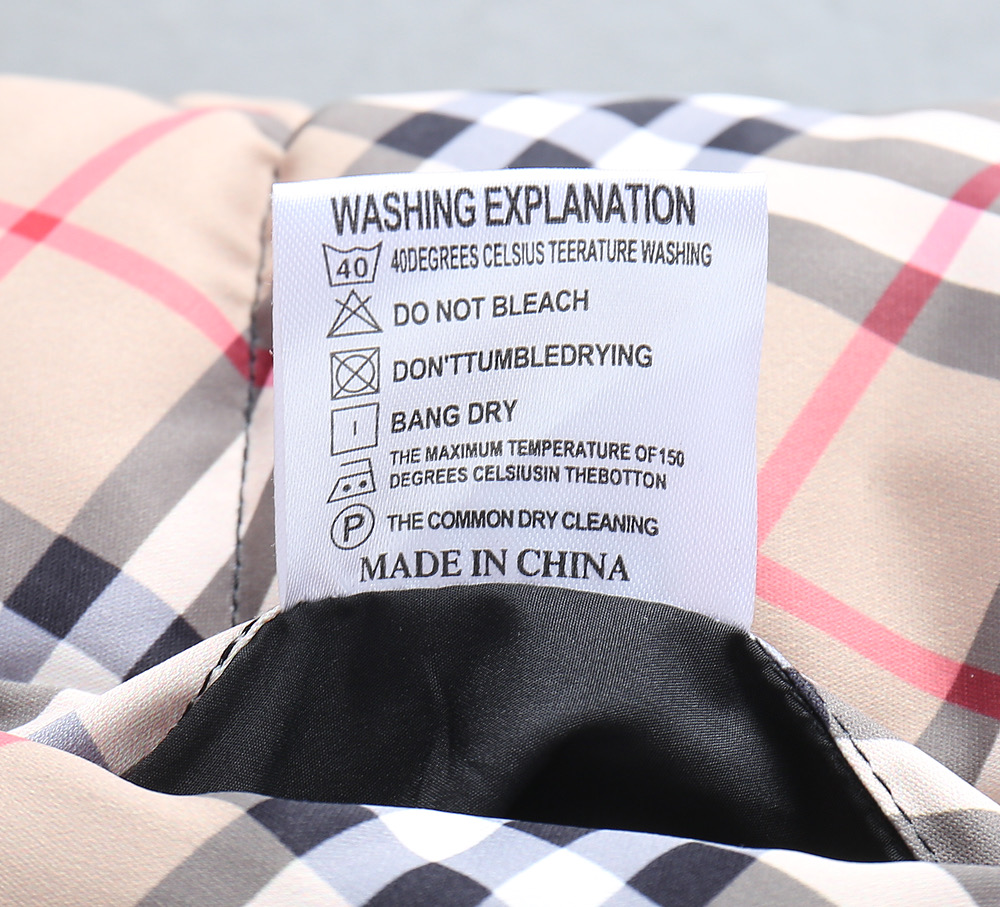 WASHING EXPLANATION
40 40DEGREES CELSIUS TEERATURE WASHING
DO NOT BLEACH
DON'TTUMBLEDRYING
BANG DRY
THE MAXIMUM TEMPERATURE OF150
DEGREES CELSIUSIN THEBOTTON
P THE COMMON DRY CLEANING
MADE IN CHINA